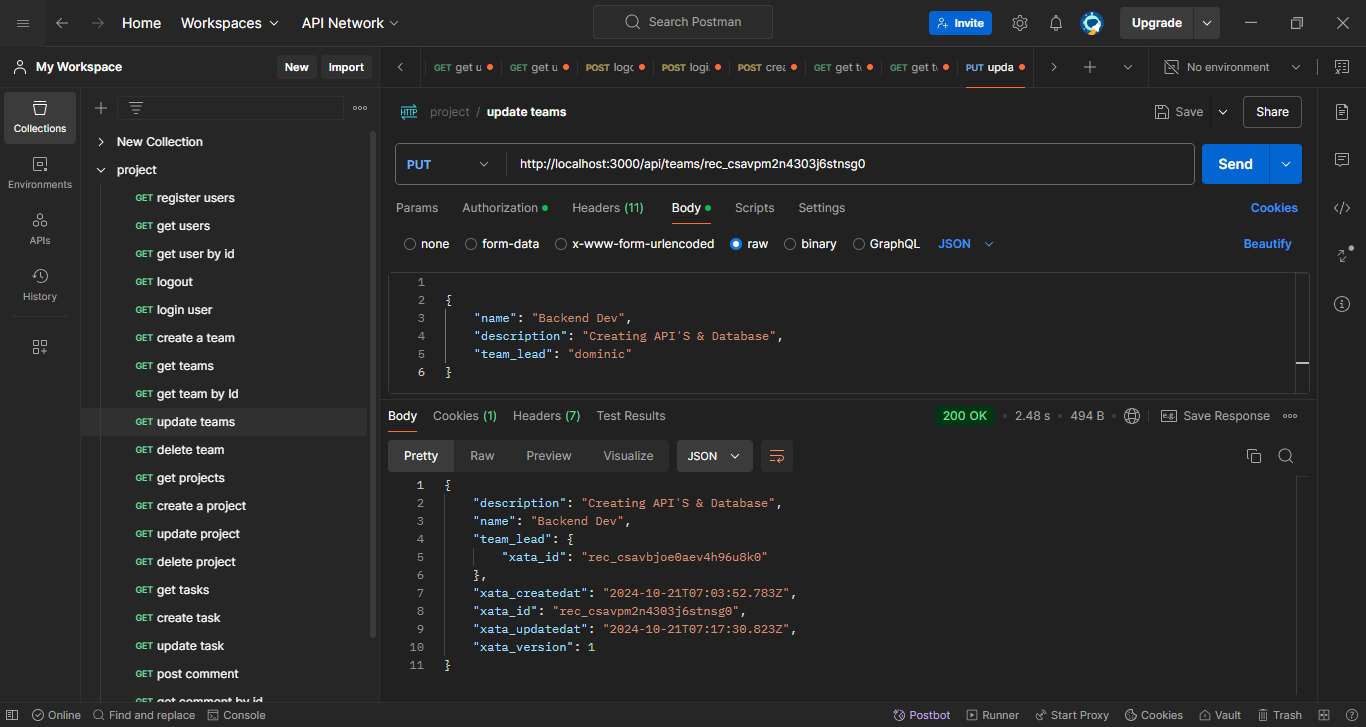 Home Workspaces API Network Search Postman Invite Upgrade
My Workspace New Import
GET get u GET get u POST logo POST logi POST crea GET get t GET get t PUT upda No environment
Collections
Environments
APIs
History
New Collection
project
GET register users
GET get users
GET get user by id
GET logout
GET login user
GET create a team
GET get teams
GET get team by Id
GET update teams
GET delete team
GET get projects
GET create a project
GET update project
GET delete project
GET get tasks
GET create task
GET update task
GET post comment
GET get comment by id
HTTP project / update teams Save Share
PUT http://localhost:3000/api/teams/rec_csavpm2n4303j6stnsg0 Send
Params Authorization Headers (11) Body Scripts Settings Cookies
none form-data x-www-form-urlencoded raw binary GraphQL JSON Beautify
1
2 {
3 "name": "Backend Dev",
4 "description": "Creating API'S & Database",
5 "team_lead": "dominic"
6 }
Body Cookies (1) Headers (7) Test Results 200 OK 2.48 s 494 B e.g. Save Response
Pretty Raw Preview Visualize JSON
1 {
2 "description": "Creating API'S & Database",
3 "name": "Backend Dev",
4 "team_lead": {
5 "xata_id": "rec_csavbjoe0aev4h96u8k0"
6 },
7 "xata_createdat": "2024-10-21T07:03:52.783Z",
8 "xata_id": "rec_csavpm2n4303j6stnsg0",
9 "xata_updatedat": "2024-10-21T07:17:30.823Z",
10 "xata_version": 1
11 }
Online Find and replace Console Postbot Runner Start Proxy Cookies Vault Trash